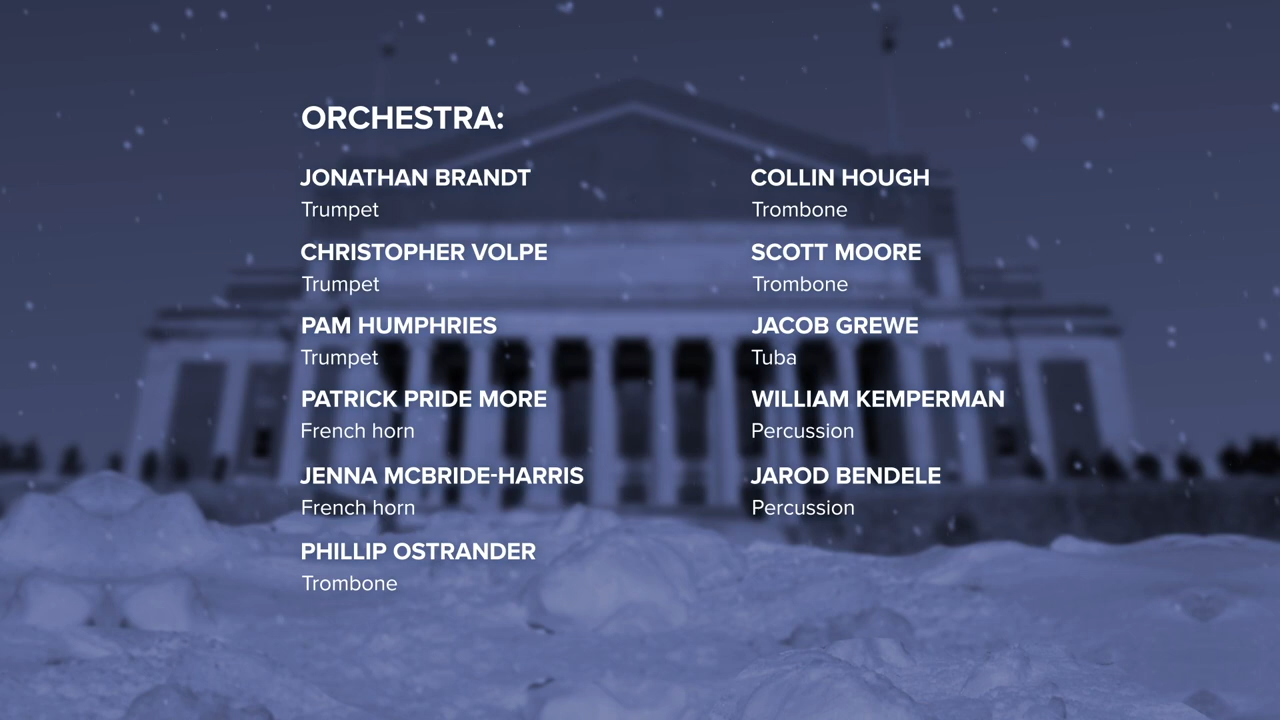 ORCHESTRA:
JONATHAN BRANDT
Trumpet
CHRISTOPHER VOLPE
Trumpet
PAM HUMPHRIES
Trumpet
PATRICK PRIDE MORE
French horn
JENNA MCBRIDE-HARRIS
French horn
PHILLIP OSTRANDER
Trombone
COLLIN HOUGH
Trombone
SCOTT MOORE
Trombone
JACOB GREWE
Tuba
WILLIAM KEMPERMAN
Percussion
JAROD BENDELE
Percussion